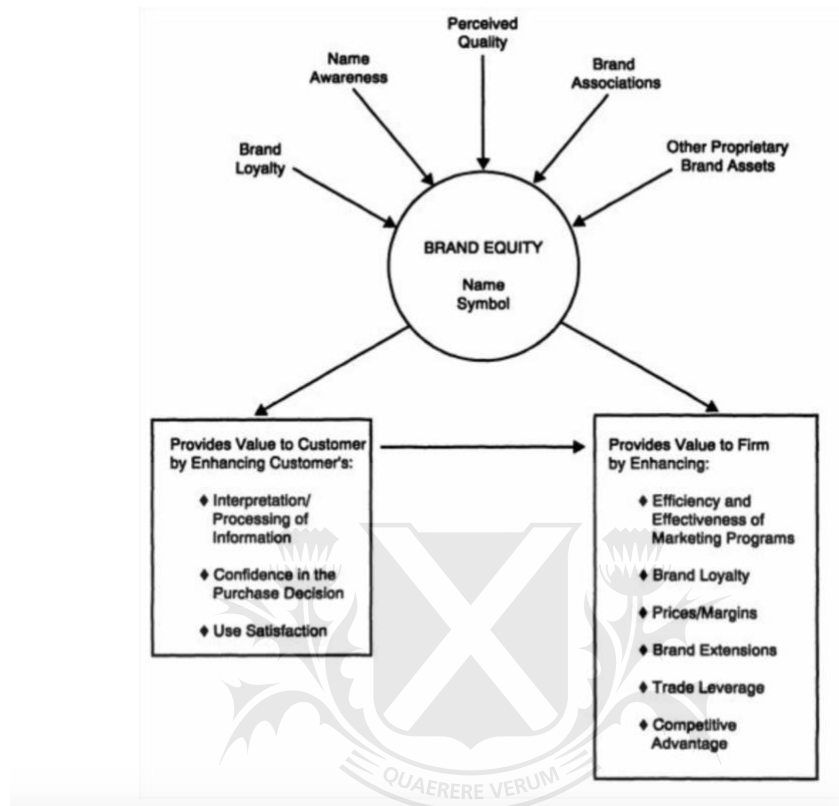 Perceived
Quality
Name
Awareness
Brand
Associations
Brand
Loyalty
Other Proprietary
Brand Assets
BRAND EQUITY
Name
Symbol
Provides Value to Customer
by Enhancing Customer's:
♦ Interpretation/
Processing of
Information
♦ Confidence in the
Purchase Decision
♦ Use Satisfaction
Provides Value to Firm
by Enhancing:
♦ Efficiency and
Effectiveness of
Marketing Programs
♦ Brand Loyalty
♦ Prices/Margins
♦ Brand Extensions
♦ Trade Leverage
♦ Competitive
Advantage
QUAERERE VERUM